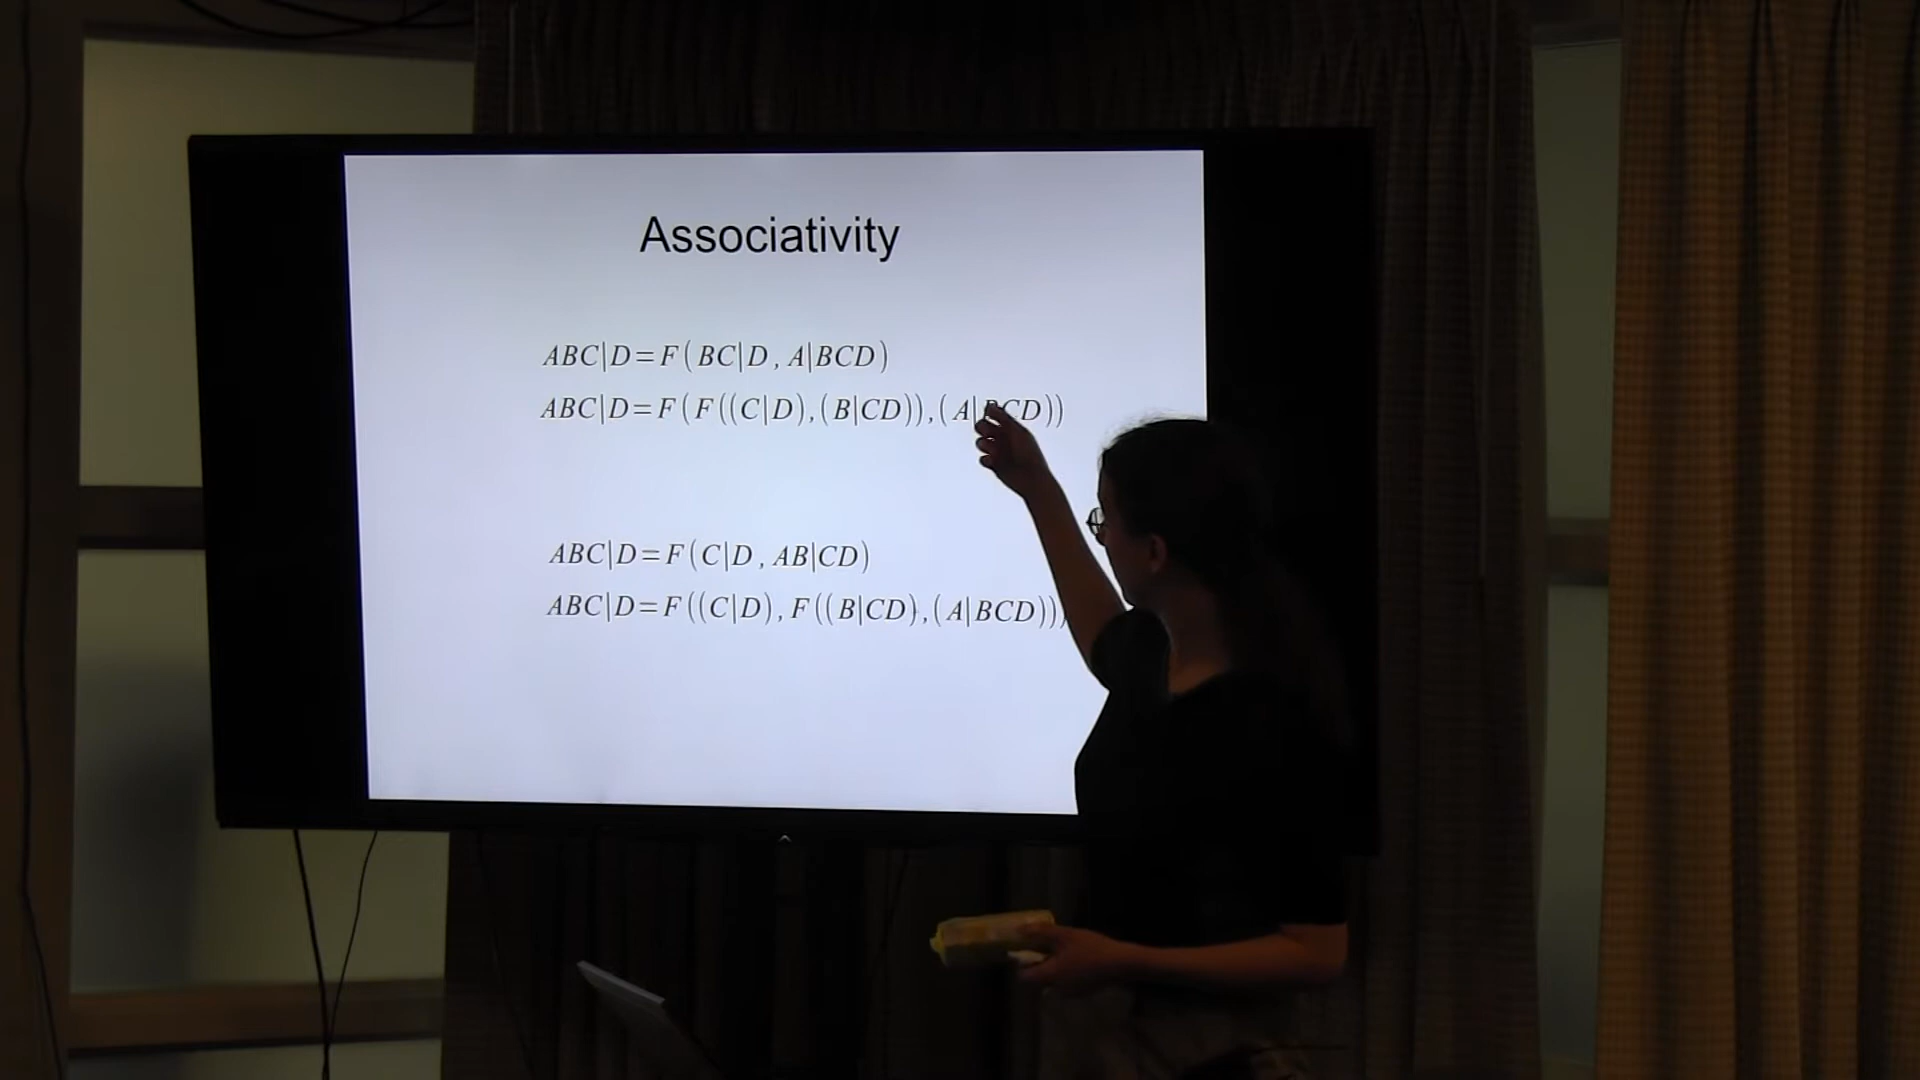 Associativity
ABC|D=F(BC|D, A|BCD)
ABC|D=F(F((C|D),(B|CD)),(A|BCD))
ABC|D=F(C|D, AB|CD)
ABC|D=F((C|D), F((B|CD),(A|BCD)))